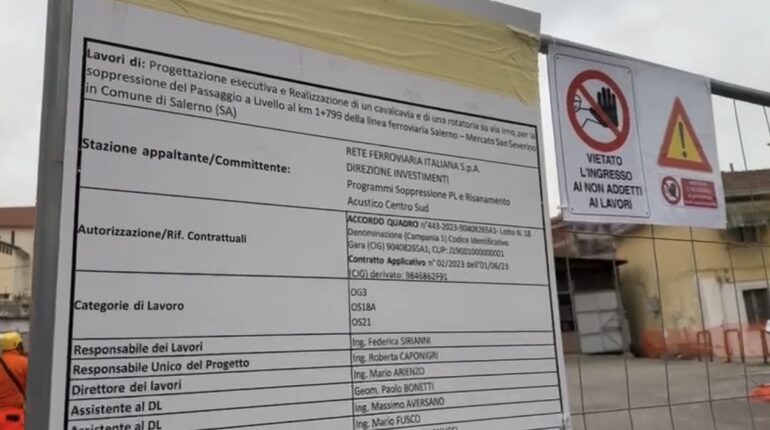 Lavori di: Progettazione esecutiva e Realizzazione di un cavalcavia e di una rotatoria su via Irno, per la
soppressione del Passaggio a Livello al km 1+799 della linea ferroviaria Salerno – Mercato San Severino
in Comune di Salerno (SA)
Stazione appaltante/Committente:
RETE FERROVIARIA ITALIANA S.p.A.
DIREZIONE INVESTIMENTI
Programmi Soppressione PL e Risanamento
Acustico Centro Sud
Autorizzazione/Rif. Contrattuali
ACCORDO QUADRO n°443-2023-90408265A1- Lotto N. 18
Denominazione (Campania 1) Codice Identificativo
Gara (CIG) 90408265A1, CUP: J19G01000000001
Contratto Applicativo n° 02/2023 dell'01/06/23
(CIG) derivato: 9846862F91
Categorie di Lavoro
OG3
OS18A
OS21
Responsabile dei Lavori
Ing. Federica SIRIANNI
Responsabile Unico del Progetto
Ing. Roberta CAPONIGRI
Direttore dei lavori
Ing. Mario ARIENZO
Assistente al DL
Geom. Paolo BONETTI
Assistente al DL
Ing. Massimo AVERSANO
Ing. Mario FUSCO
VIETATO
L'INGRESSO
AI NON ADDETTI
AI LAVORI